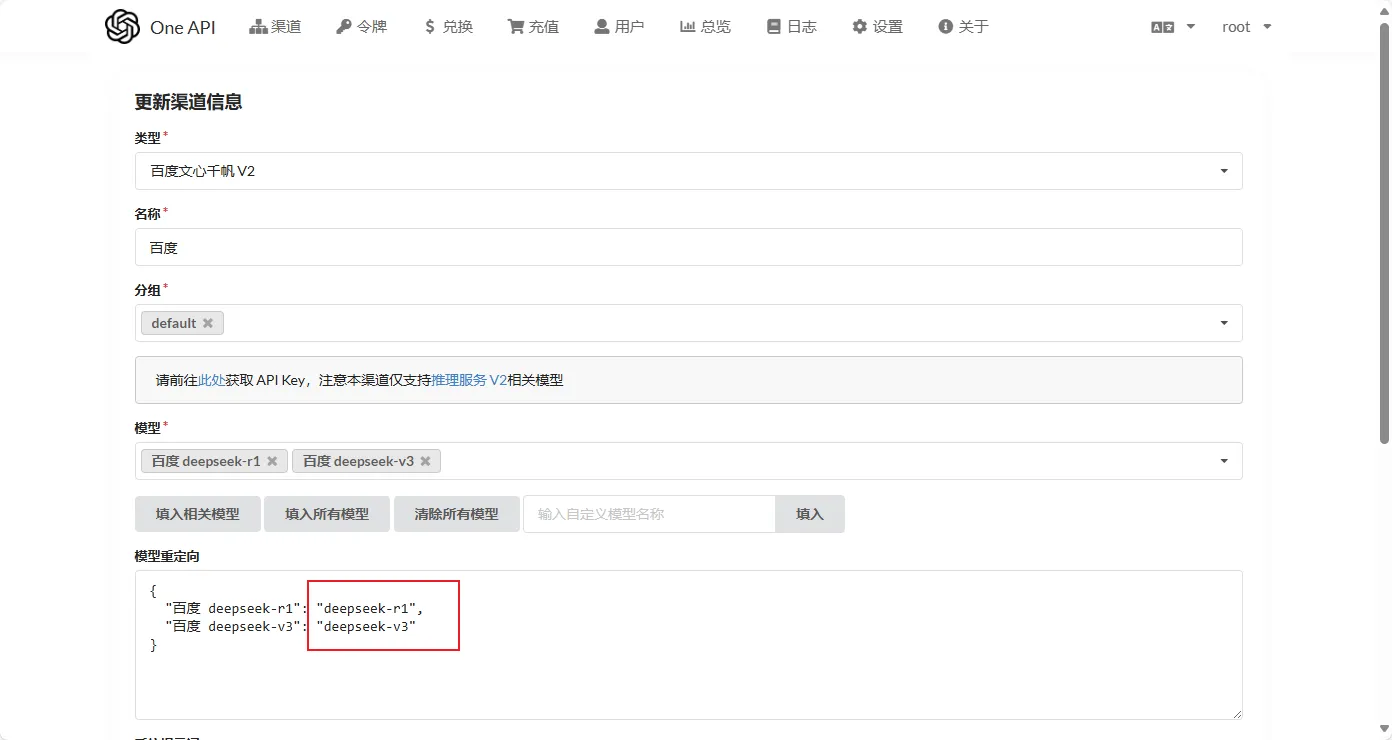 One API 渠道 令牌 兑换 充值 用户 总览 日志 设置 关于 root
更新渠道信息
类型*
百度文心千帆 V2
名称*
百度
分组*
default
请前往此处获取 API Key，注意本渠道仅支持推理服务 V2相关模型
模型*
百度 deepseek-r1 百度 deepseek-v3
填入相关模型 填入所有模型 清除所有模型 输入自定义模型名称 填入
模型重定向
{
"百度 deepseek-r1": "deepseek-r1",
"百度 deepseek-v3": "deepseek-v3"
}